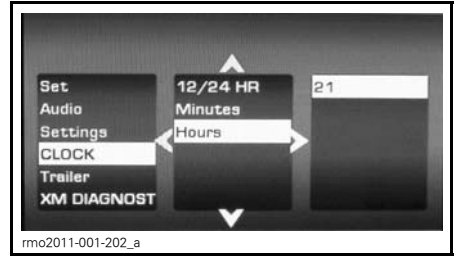 Set
Audio
Settings
CLOCK
Trailer
XM DIAGNOST
12/24 HR
Minutes
Hours
21
rmo2011-001-202_a